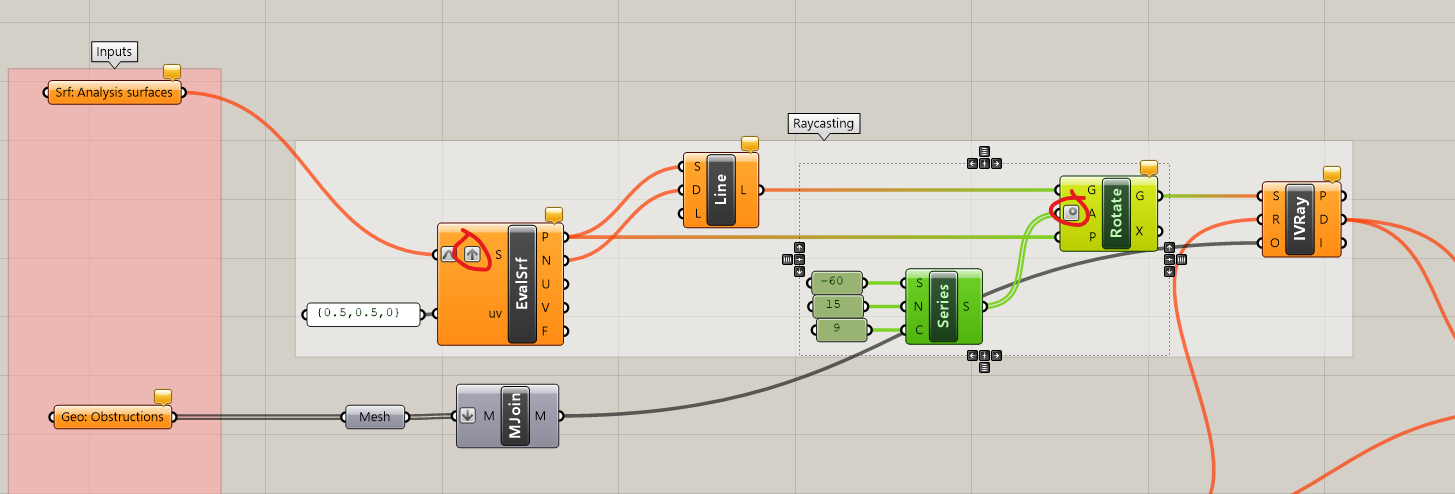 Inputs
Srf: Analysis surfaces
Raycasting
S
D
L
Line
L
G
A
P
Rotate
G
X
S
R
O
IVRay
P
D
I
S
uv
EvalSrf
P
N
U
V
F
{0.5,0.5,0}
-60
15
9
S
N
C
Series
S
Geo: Obstructions
Mesh
M
MJoin
M